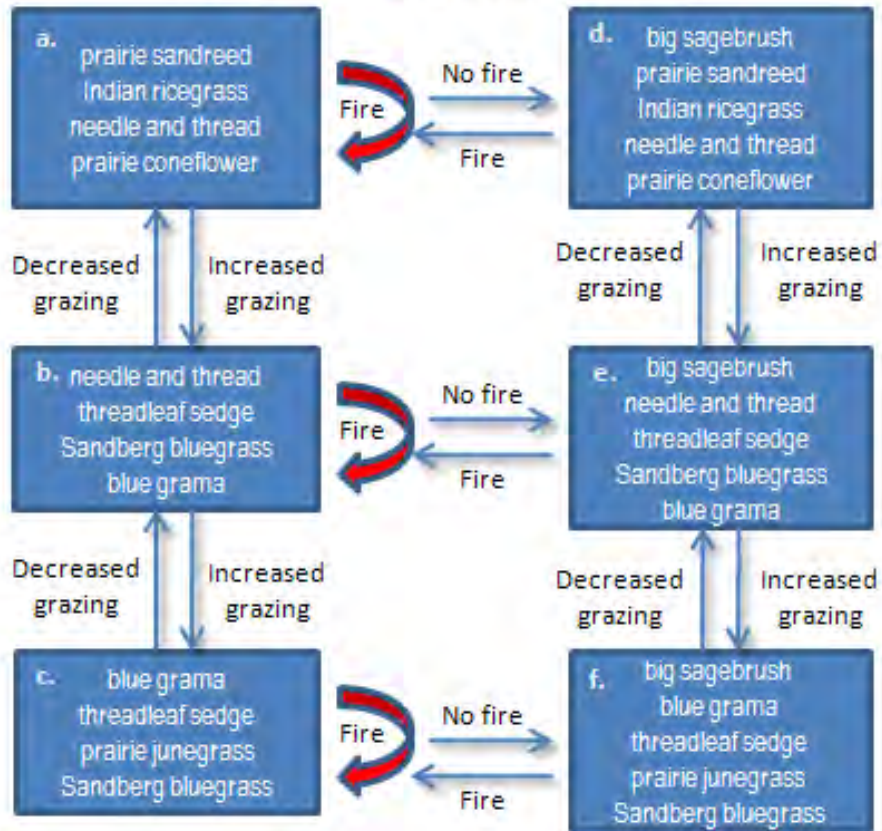 a.
prairie sandreed
Indian ricegrass
needle and thread
prairie coneflower
Fire
No fire
Fire
d.
big sagebrush
prairie sandreed
Indian ricegrass
needle and thread
prairie coneflower
Decreased
grazing
Increased
grazing
Decreased
grazing
Increased
grazing
b.
needle and thread
threadleaf sedge
Sandberg bluegrass
blue grama
Fire
No fire
Fire
e.
big sagebrush
needle and thread
threadleaf sedge
Sandberg bluegrass
blue grama
Decreased
grazing
Increased
grazing
Decreased
grazing
Increased
grazing
c.
blue grama
threadleaf sedge
prairie junegrass
Sandberg bluegrass
Fire
No fire
Fire
f.
big sagebrush
blue grama
threadleaf sedge
prairie junegrass
Sandberg bluegrass